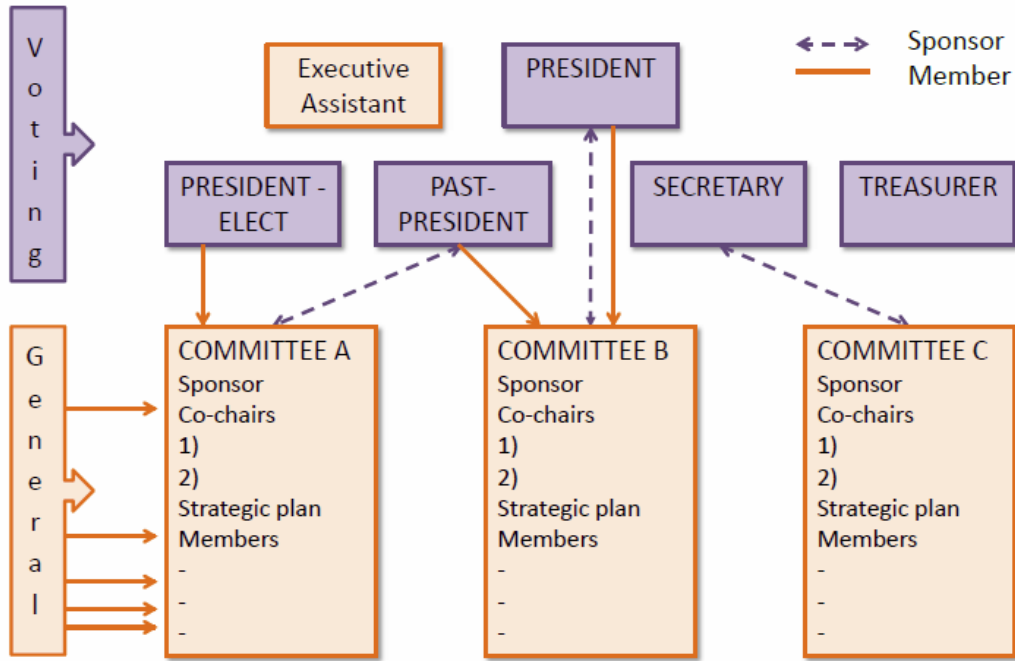 Voting
Executive
Assistant
PRESIDENT
Sponsor
Member
PRESIDENT -
ELECT
PAST-
PRESIDENT
SECRETARY
TREASURER
General
COMMITTEE A
Sponsor
Co-chairs
1)
2)
Strategic plan
Members
-
-
-
COMMITTEE B
Sponsor
Co-chairs
1)
2)
Strategic plan
Members
-
-
-
COMMITTEE C
Sponsor
Co-chairs
1)
2)
Strategic plan
Members
-
-
-